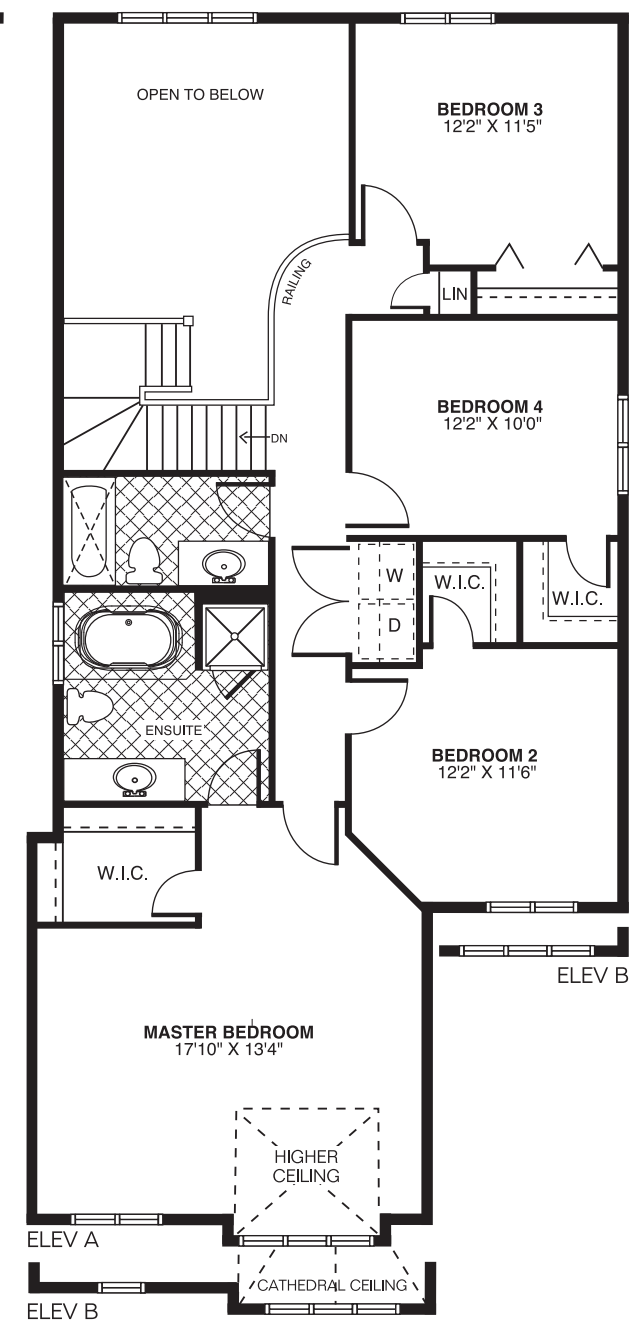 OPEN TO BELOW
BEDROOM 3
12'2" X 11'5"
RAILING
LIN
BEDROOM 4
12'2" X 10'0"
DN
W
W.I.C.
W.I.C.
D
ENSUITE
BEDROOM 2
12'2" X 11'6"
W.I.C.
ELEV B
MASTER BEDROOM
17'10" X 13'4"
HIGHER
CEILING
ELEV A
CATHEDRAL CEILING
ELEV B